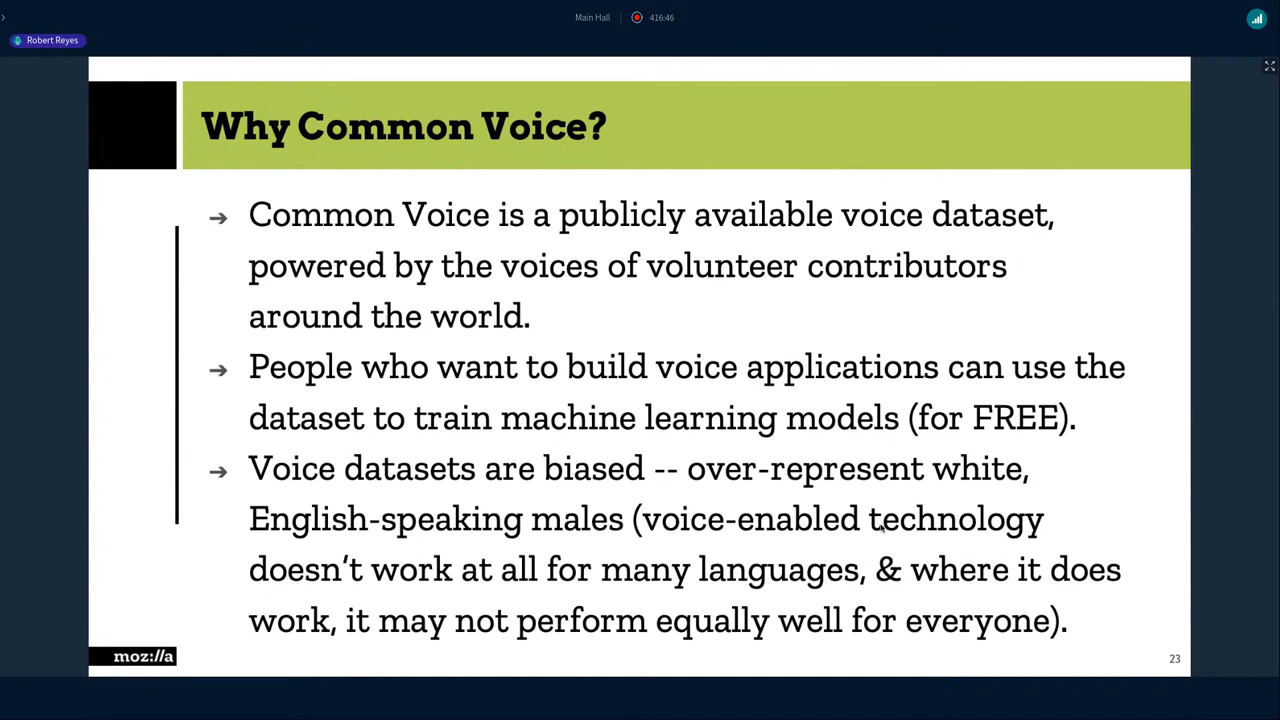 Main Hall | 416:46
Robert Reyes
Why Common Voice?
➔ Common Voice is a publicly available voice dataset,
powered by the voices of volunteer contributors
around the world.
➔ People who want to build voice applications can use the
dataset to train machine learning models (for FREE).
➔ Voice datasets are biased -- over-represent white,
English-speaking males (voice-enabled technology
doesn’t work at all for many languages, & where it does
work, it may not perform equally well for everyone).
moz://a
23